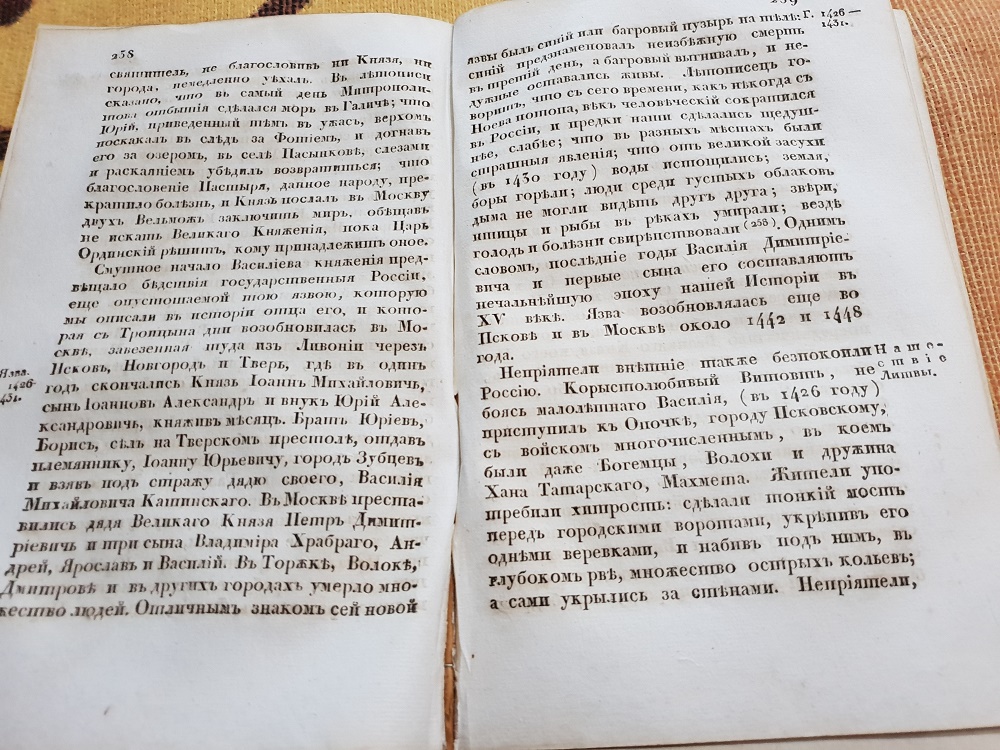 238
святитель, не благословивъ ни Князя, ни
города, немедленно уѣхалъ. Въ лѣтописи
сказано, что въ самый день Митрополи-
това отбытія сдѣлался моръ въ Галичѣ; что
Юрій, приведенный тѣмъ въ ужасъ, верхомъ
поскакалъ въ слѣдъ за Фотіемъ, и догнавъ
его за озеромъ, въ селѣ Пасынковѣ, слезами
и раскаяніемъ убѣдилъ возвратиться; что
благословеніе Пастыря, данное народу, пре-
кратило болѣзнь, и Князь послалъ въ Москву
двухъ Вельможъ заключить миръ, обѣщавъ
не искать Великаго Княженія, пока Царь
Ордынскій рѣшитъ, кому принадлежитъ оное.
Смутное начало Василіева княженія пред-
вѣщало бѣдствія государственныя Россіи,
еще опустошаемой тою язвою, которую
мы описали въ исторіи отца его, и кото-
рая съ Троицына дни возобновилась въ Мо-
сквѣ, завезенная туда изъ Ливоніи чрезъ
Язва.
1426-
431.
Псковъ, Новгородъ и Тверь, гдѣ въ одинъ
годъ скончались Князь Іоаннъ Михайловичь,
сынъ Іоанновъ Александръ и внукъ Юрій Але-
ксандровичь, княживъ мѣсяцъ. Братъ Юріевъ,
Борисъ, сѣлъ на Тверскомъ престолѣ, отдавъ
племяннику, Іоанну Юрьевичу, городъ Зубцевъ
и взявъ подъ стражу дядю своего, Василія
Михайловича Кашинскаго. Въ Москвѣ преста-
вились дядя Великаго Князя Петръ Димит-
ріевичь и три сына Владиміра Храбраго, Ан-
дрей, Ярославъ и Василій. Въ Торжкѣ, Волокѣ,
Дмитровѣ и въ другихъ городахъ умерло мно-
жество людей. Отличнымъ знакомъ сей новой
239
язвы былъ синій или багровый пузырь на тѣлѣ:
Г. 1426 —
1431.
синій предзнаменовалъ неизбѣжную смерть
въ третій день, а багровый выгнивалъ, и не-
дужные оставались живы. Лѣтописецъ го-
воритъ, что съ сего времени, какъ нѣкогда съ
Ноева потопа, вѣкъ человѣческій сократился
въ Россіи, и предки наши сдѣлались щедуш-
нѣе, слабѣе; что въ разныхъ мѣстахъ были
страшныя явленія; что отъ великой засухи
(въ 1430 году) воды истощились; земля,
боры горѣли; люди среди густыхъ облаковъ
дыма не могли видѣть другъ друга; звѣри,
птицы и рыбы въ рѣкахъ умирали; вездѣ
голодъ и болѣзни свирѣпствовали (258). Однимъ
словомъ, послѣдніе годы Василія Димитріе-
вича и первые сына его составляютъ
печальнѣйшую эпоху нашей Исторіи въ
XV вѣкѣ. Язва возобновлялась еще во
Псковѣ и въ Москвѣ около 1442 и 1448
года.
Непріятели внѣшніе также безпокоили
Россію. Корыстолюбивый Витовтъ, не
Наше-
ствіе
Литвы.
боясь малолѣтнаго Василія, (въ 1426 году)
приступилъ къ Опочкѣ, городу Псковскому,
съ войскомъ многочисленнымъ, въ коемъ
были даже Богемцы, Волохи и дружина
Хана Татарскаго, Махмета. Жители упо-
требили хитрость: сдѣлали тонкій мостъ
передъ городскими воротами, укрѣпивъ его
однѣми веревками, и набивъ подъ нимъ, въ
глубокомъ рвѣ, множество острыхъ кольевъ;
а сами укрылись за стѣнами. Непріятели,